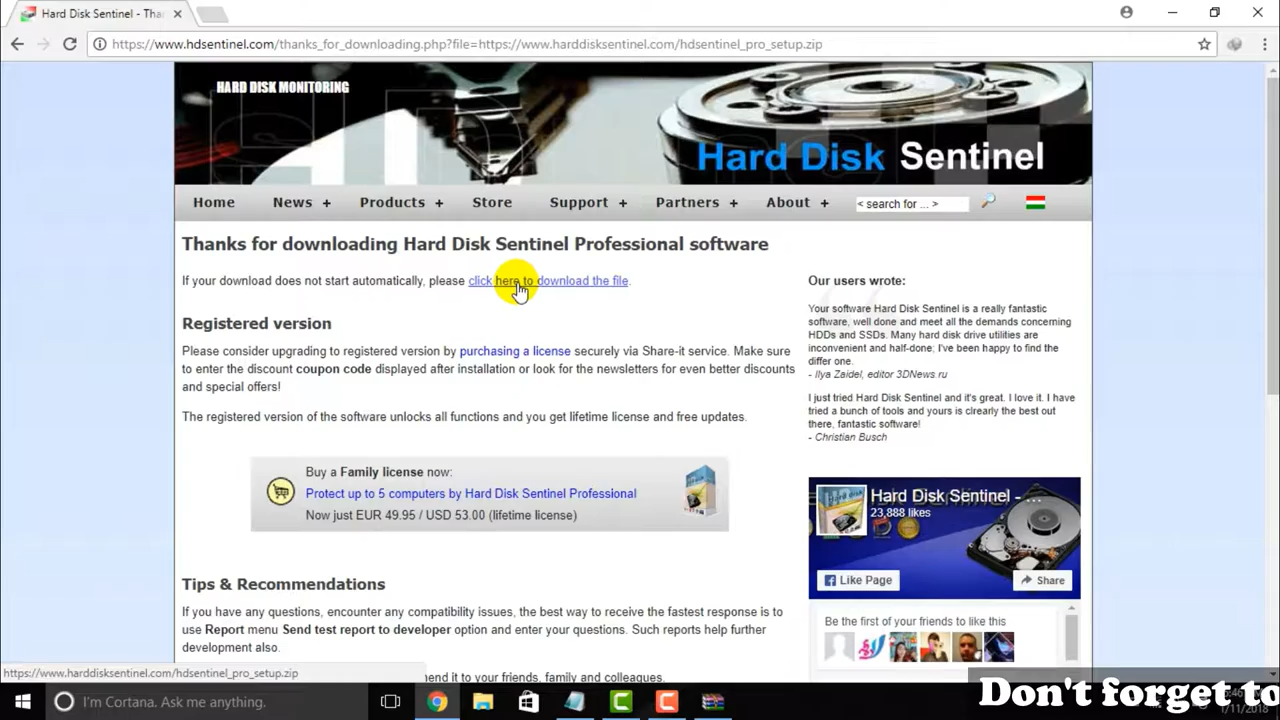 Hard Disk Sentinel - Tha
https://www.hdsentinel.com/thanks_for_downloading.php?file=https://www.harddisksentinel.com/hdsentinel_pro_setup.zip
HARD DISK MONITORING
Hard Disk Sentinel
Home News + Products + Store Support + Partners + About + < search for ... >
Thanks for downloading Hard Disk Sentinel Professional software
If your download does not start automatically, please click here to download the file.
Registered version
Please consider upgrading to registered version by purchasing a license securely via Share-it service. Make sure
to enter the discount coupon code displayed after installation or look for the newsletters for even better discounts
and special offers!
The registered version of the software unlocks all functions and you get lifetime license and free updates.
Buy a Family license now:
Protect up to 5 computers by Hard Disk Sentinel Professional
Now just EUR 49.95 / USD 53.00 (lifetime license)
Tips & Recommendations
If you have any questions, encounter any compatibility issues, the best way to receive the fastest response is to
use Report menu Send test report to developer option and enter your questions. Such reports help further
development also.
mend it to your friends, family and colleagues.
Our users wrote:
Your software Hard Disk Sentinel is a really fantastic
software, well done and meet all the demands concerning
HDDs and SSDs. Many hard disk drive utilities are
inconvenient and half-done; I've been happy to find the
differ one.
- Ilya Zaidel, editor 3DNews.ru
I just tried Hard Disk Sentinel and it's great. I love it. I have
tried a bunch of tools and yours is clrearly the best out
there, fantastic software!
- Christian Busch
Hard Disk Sentinel - ...
23,888 likes
Like Page Share
Be the first of your friends to like this
https://www.harddisksentinel.com/hdsentinel_pro_setup.zip
I'm Cortana. Ask me anything.
Don't forget to
1/11/2018